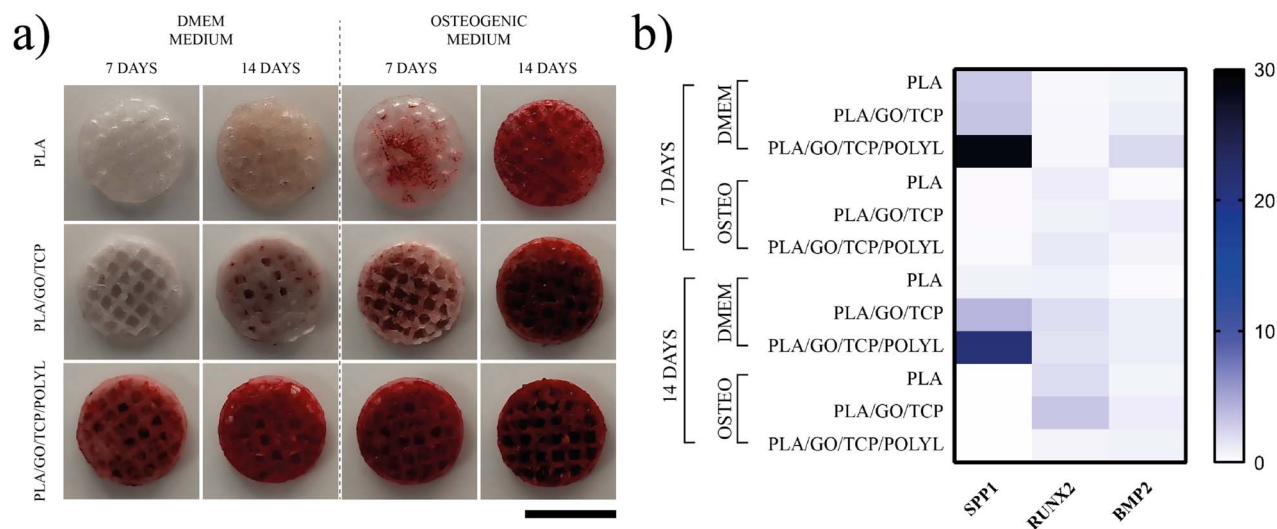 a)
DMEM
MEDIUM
OSTEOGENIC
MEDIUM
7 DAYS
14 DAYS
7 DAYS
14 DAYS
PLA
PLA/GO/TCP
PLA/GO/TCP/POLYL
b)
7 DAYS
DMEM
PLA
PLA/GO/TCP
PLA/GO/TCP/POLYL
OSTEO
PLA
PLA/GO/TCP
PLA/GO/TCP/POLYL
14 DAYS
DMEM
PLA
PLA/GO/TCP
PLA/GO/TCP/POLYL
OSTEO
PLA
PLA/GO/TCP
PLA/GO/TCP/POLYL
SPP1
RUNX2
BMP2
30
20
10
0